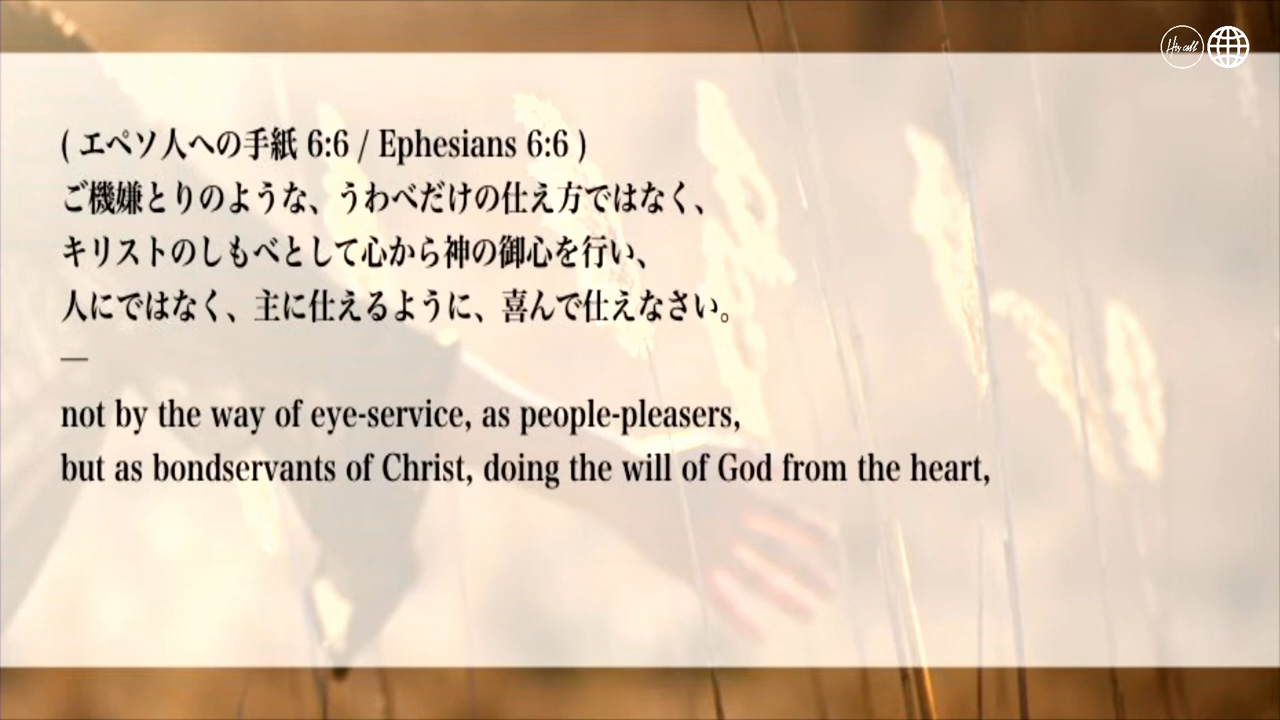 His call
( エペソ人への手紙 6:6 / Ephesians 6:6 )
ご機嫌とりのような、うわべだけの仕え方ではなく、
キリストのしもべとして心から神の御心を行い、
人にではなく、主に仕えるように、喜んで仕えなさい。
—
not by the way of eye-service, as people-pleasers,
but as bondservants of Christ, doing the will of God from the heart,